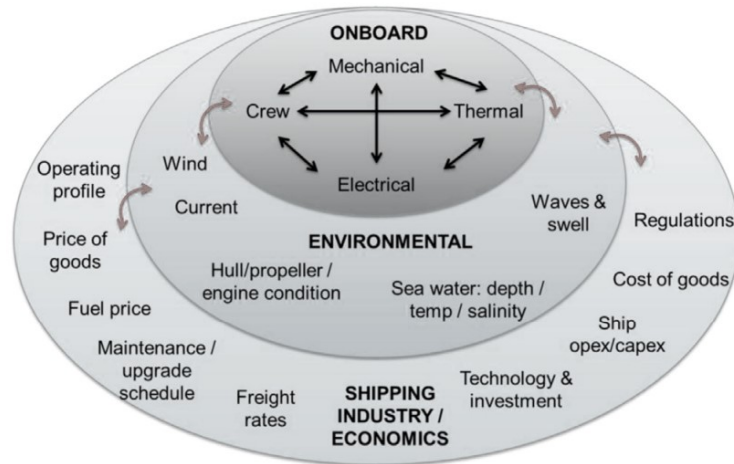 ONBOARD
Mechanical
Crew
Thermal
Electrical
Wind
Current
Waves &
swell
ENVIRONMENTAL
Hull/propeller /
engine condition
Sea water: depth /
temp / salinity
Operating
profile
Price of
goods
Fuel price
Maintenance /
upgrade
schedule
Freight
rates
SHIPPING
INDUSTRY /
ECONOMICS
Technology &
investment
Ship
opex/capex
Cost of goods
Regulations